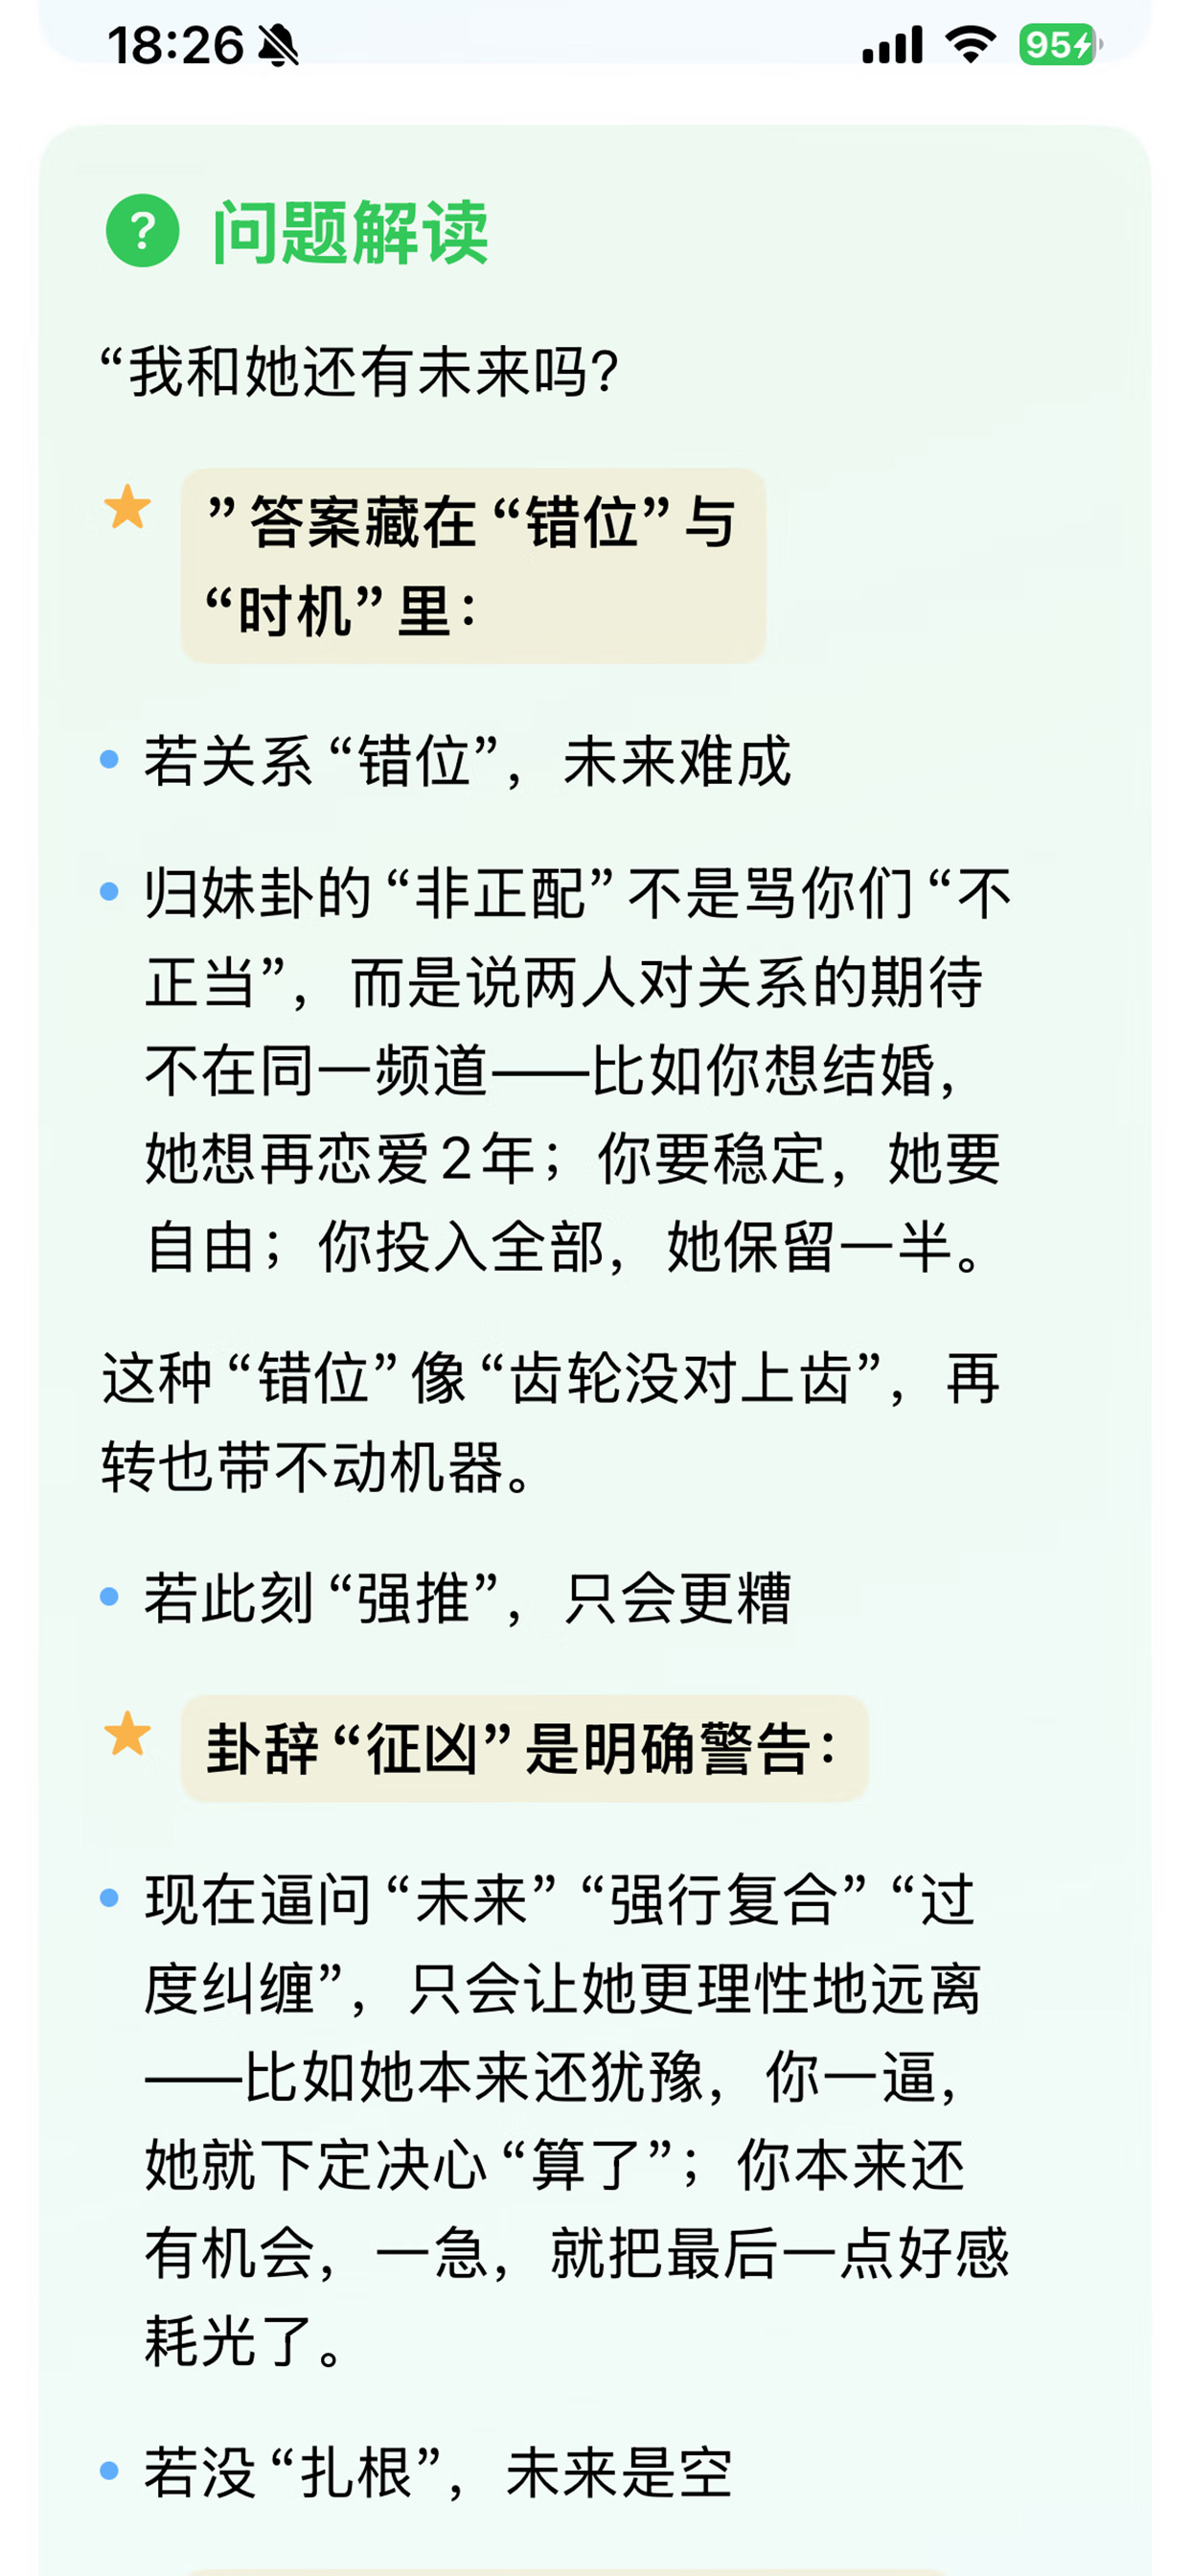 18:26
95
? 问题解读
“我和她还有未来吗?
”答案藏在“错位”与
“时机”里：
若关系“错位”，未来难成
归妹卦的“非正配”不是骂你们“不
正当”，而是说两人对关系的期待
不在同一频道——比如你想结婚，
她想再恋爱2年；你要稳定，她要
自由；你投入全部，她保留一半。
这种“错位”像“齿轮没对上齿”，再
转也带不动机器。
若此刻“强推”，只会更糟
卦辞“征凶”是明确警告：
现在逼问“未来”“强行复合”“过
度纠缠”，只会让她更理性地远离
——比如她本来还犹豫，你一逼，
她就下定决心“算了”；你本来还
有机会，一急，就把最后一点好感
耗光了。
若没“扎根”，未来是空